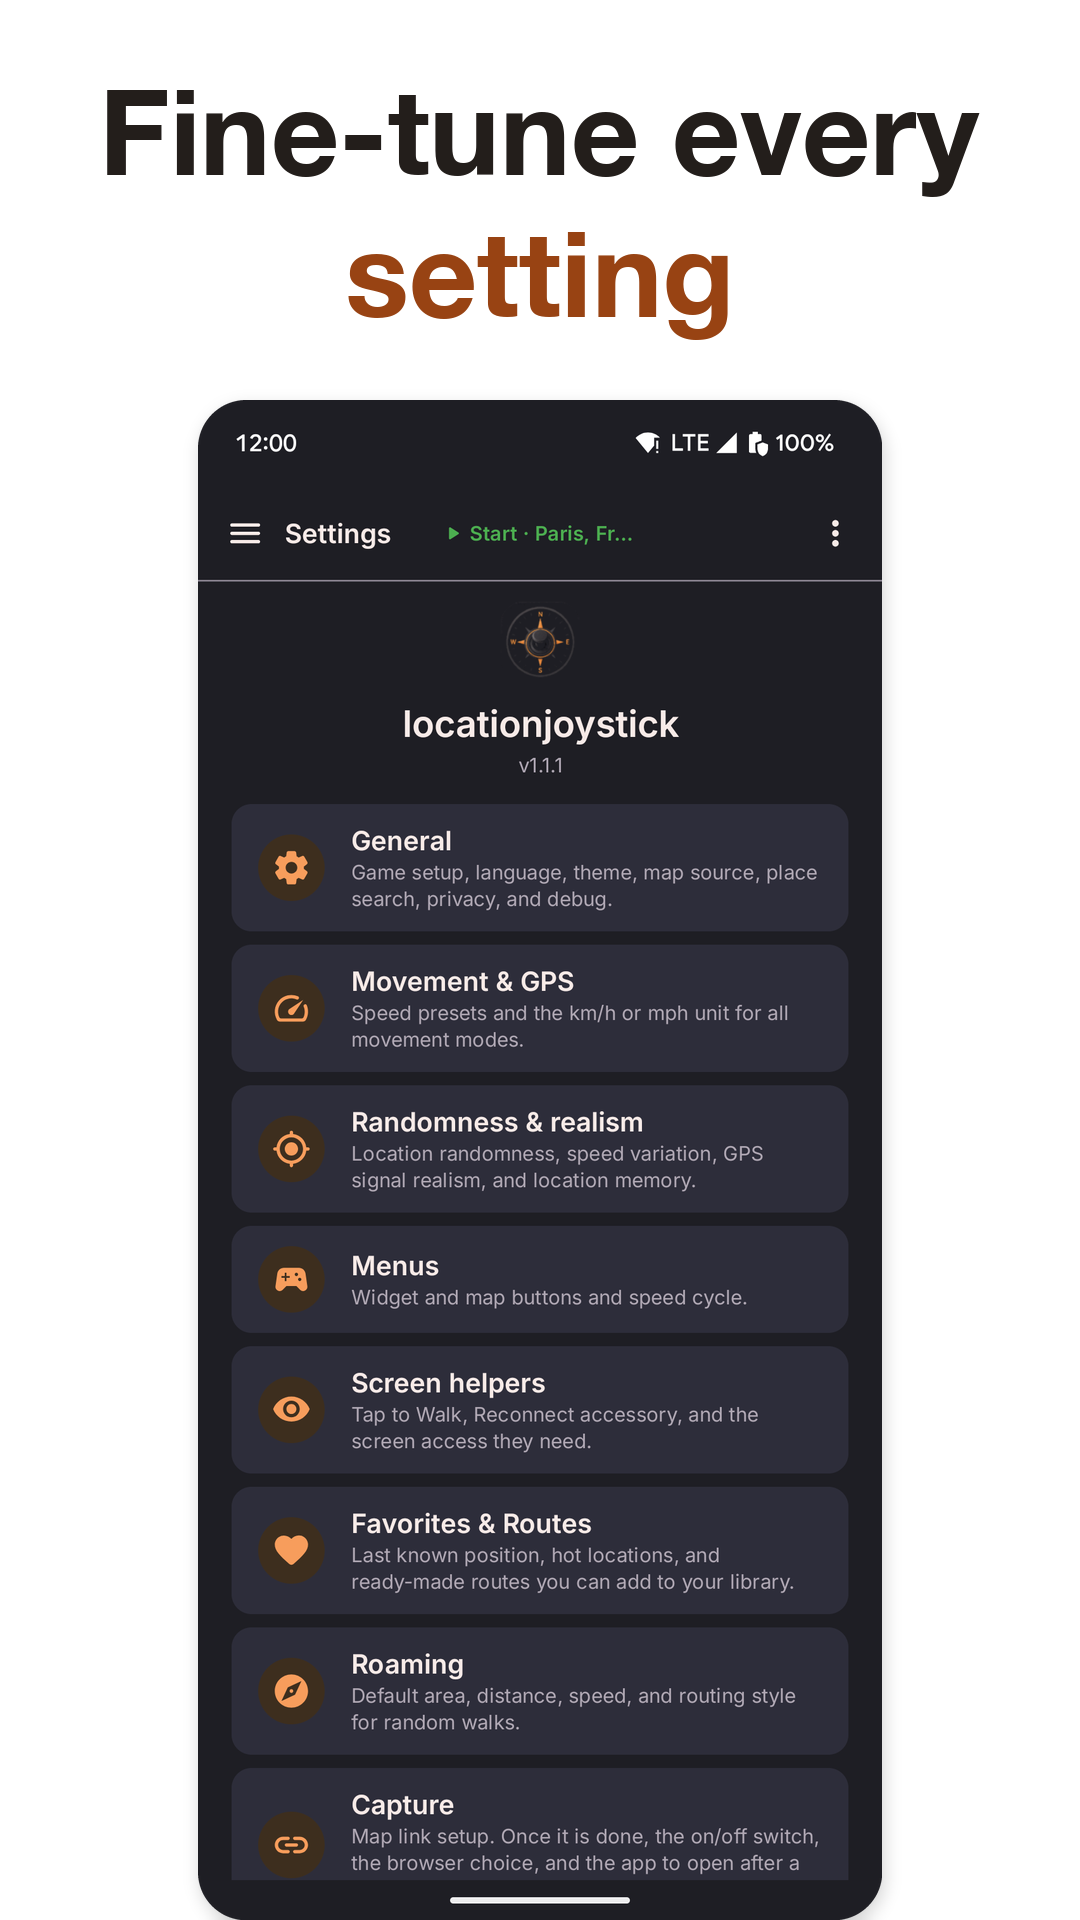 Fine-tune every
setting
12:00
LTE 100%
Settings
Start · Paris, Fr...
N
W E
S
locationjoystick
v1.1.1
General
Game setup, language, theme, map source, place
search, privacy, and debug.
Movement & GPS
Speed presets and the km/h or mph unit for all
movement modes.
Randomness & realism
Location randomness, speed variation, GPS
signal realism, and location memory.
Menus
Widget and map buttons and speed cycle.
Screen helpers
Tap to Walk, Reconnect accessory, and the
screen access they need.
Favorites & Routes
Last known position, hot locations, and
ready-made routes you can add to your library.
Roaming
Default area, distance, speed, and routing style
for random walks.
Capture
Map link setup. Once it is done, the on/off switch,
the browser choice, and the app to open after a